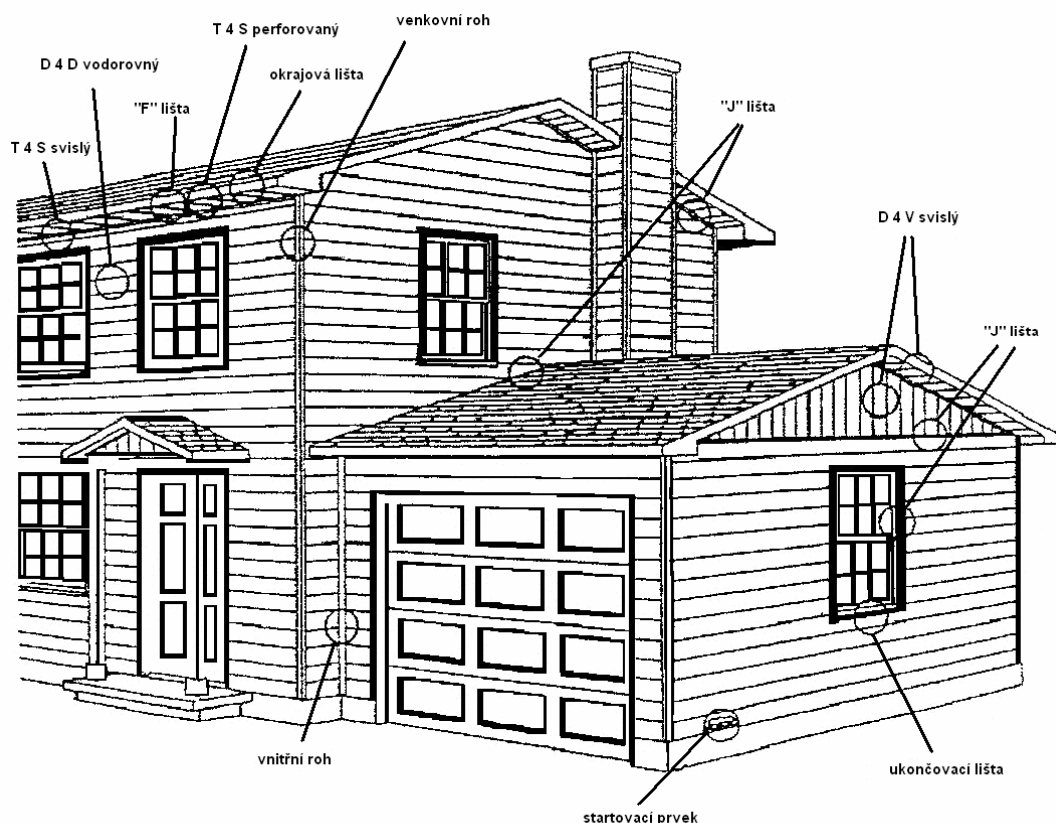 T 4 S perforovaný
venkovní roh
D 4 D vodorovný
okrajová lišta
"F" lišta
"J" lišta
T 4 S svislý
D 4 V svislý
"J" lišta
vnitřní roh
ukončovací lišta
startovací prvek